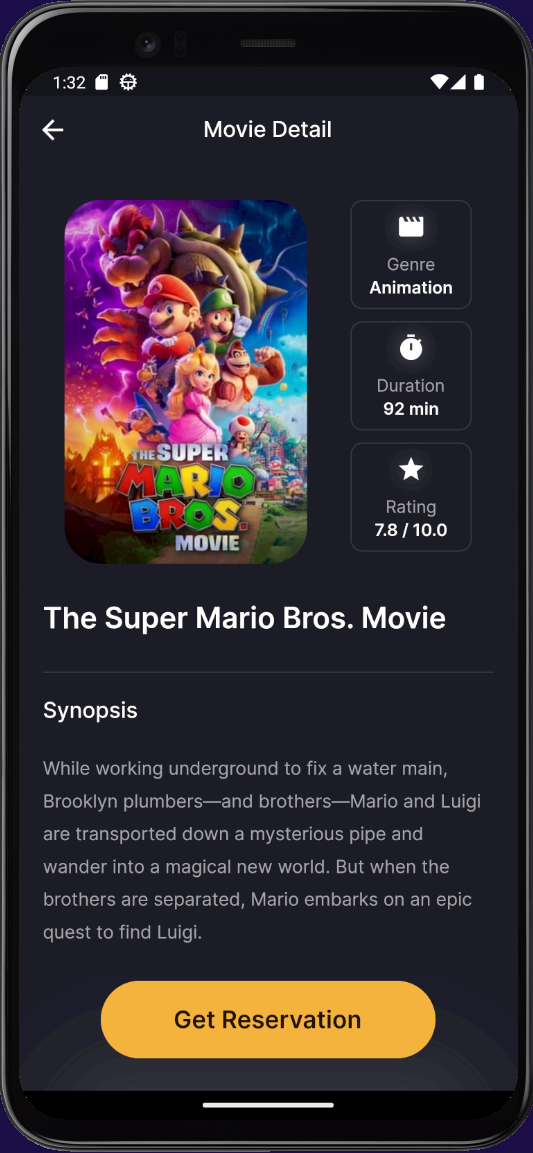 1:32
Movie Detail
THE SUPER
MARIO
BROS.
MOVIE
Genre
Animation
Duration
92 min
Rating
7.8 / 10.0
The Super Mario Bros. Movie
Synopsis
While working underground to fix a water main,
Brooklyn plumbers—and brothers—Mario and Luigi
are transported down a mysterious pipe and
wander into a magical new world. But when the
brothers are separated, Mario embarks on an epic
quest to find Luigi.
Get Reservation